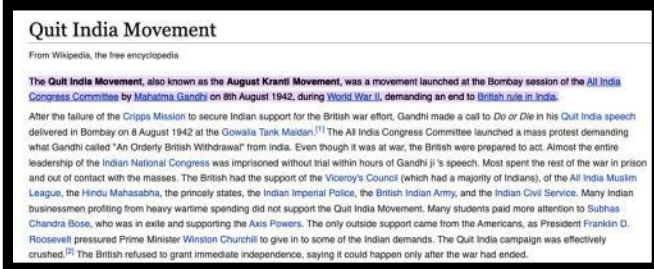 Quit India Movement
From Wikipedia, the free encyclopedia
The Quit India Movement, also known as the August Kranti Movement, was a movement launched at the Bombay session of the All India
Congress Committee by Mahatma Gandhi on 8th August 1942, during World War II, demanding an end to British rule in India.
After the failure of the Cripps Mission to secure Indian support for the British war effort, Gandhi made a call to Do or Die in his Quit India speech
delivered in Bombay on 8 August 1942 at the Gowalia Tank Maidan.[1] The All India Congress Committee launched a mass protest demanding
what Gandhi called "An Orderly British Withdrawal" from India. Even though it was at war, the British were prepared to act. Almost the entire
leadership of the Indian National Congress was imprisoned without trial within hours of Gandhi ji 's speech. Most spent the rest of the war in prison
and out of contact with the masses. The British had the support of the Viceroy's Council (which had a majority of Indians), of the All India Muslim
League, the Hindu Mahasabha, the princely states, the Indian Imperial Police, the British Indian Army, and the Indian Civil Service. Many Indian
businessmen profiting from heavy wartime spending did not support the Quit India Movement. Many students paid more attention to Subhas
Chandra Bose, who was in exile and supporting the Axis Powers. The only outside support came from the Americans, as President Franklin D.
Roosevelt pressured Prime Minister Winston Churchill to give in to some of the Indian demands. The Quit India campaign was effectively
crushed.[2] The British refused to grant immediate independence, saying it could happen only after the war had ended.